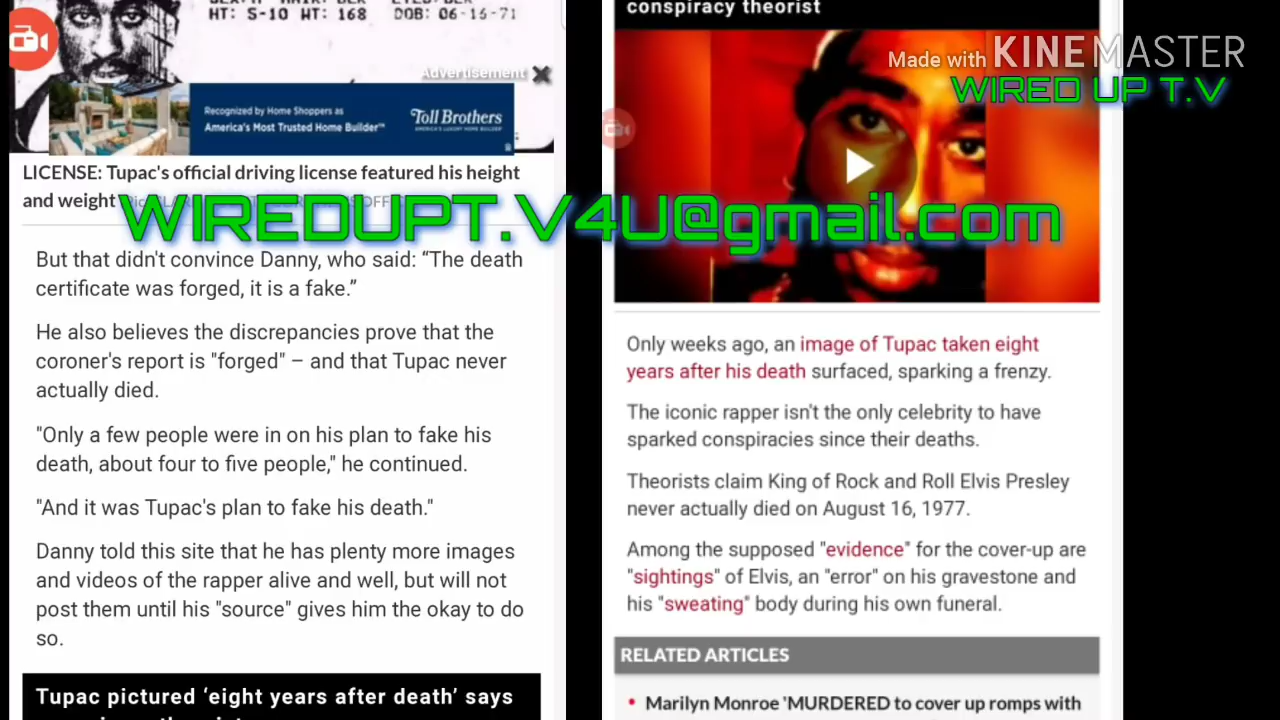 HT: 5-10 WT: 168 DOB: 06-16-71
Advertisement
Recognized by Home Shoppers as
America's Most Trusted Home Builder™
Toll Brothers
AMERICA'S LUXURY HOME BUILDER
LICENSE: Tupac's official driving license featured his height
and weight
WIREDUPT.V4U@gmail.com
But that didn't convince Danny, who said: “The death
certificate was forged, it is a fake.”
He also believes the discrepancies prove that the
coroner's report is "forged" – and that Tupac never
actually died.
"Only a few people were in on his plan to fake his
death, about four to five people," he continued.
"And it was Tupac's plan to fake his death."
Danny told this site that he has plenty more images
and videos of the rapper alive and well, but will not
post them until his "source" gives him the okay to do
so.
Tupac pictured ‘eight years after death’ says
conspiracy theorist
Made with KINEMASTER
WIRED UP T.V
Only weeks ago, an image of Tupac taken eight
years after his death surfaced, sparking a frenzy.
The iconic rapper isn't the only celebrity to have
sparked conspiracies since their deaths.
Theorists claim King of Rock and Roll Elvis Presley
never actually died on August 16, 1977.
Among the supposed "evidence" for the cover-up are
"sightings" of Elvis, an "error" on his gravestone and
his "sweating" body during his own funeral.
RELATED ARTICLES
• Marilyn Monroe 'MURDERED to cover up romps with